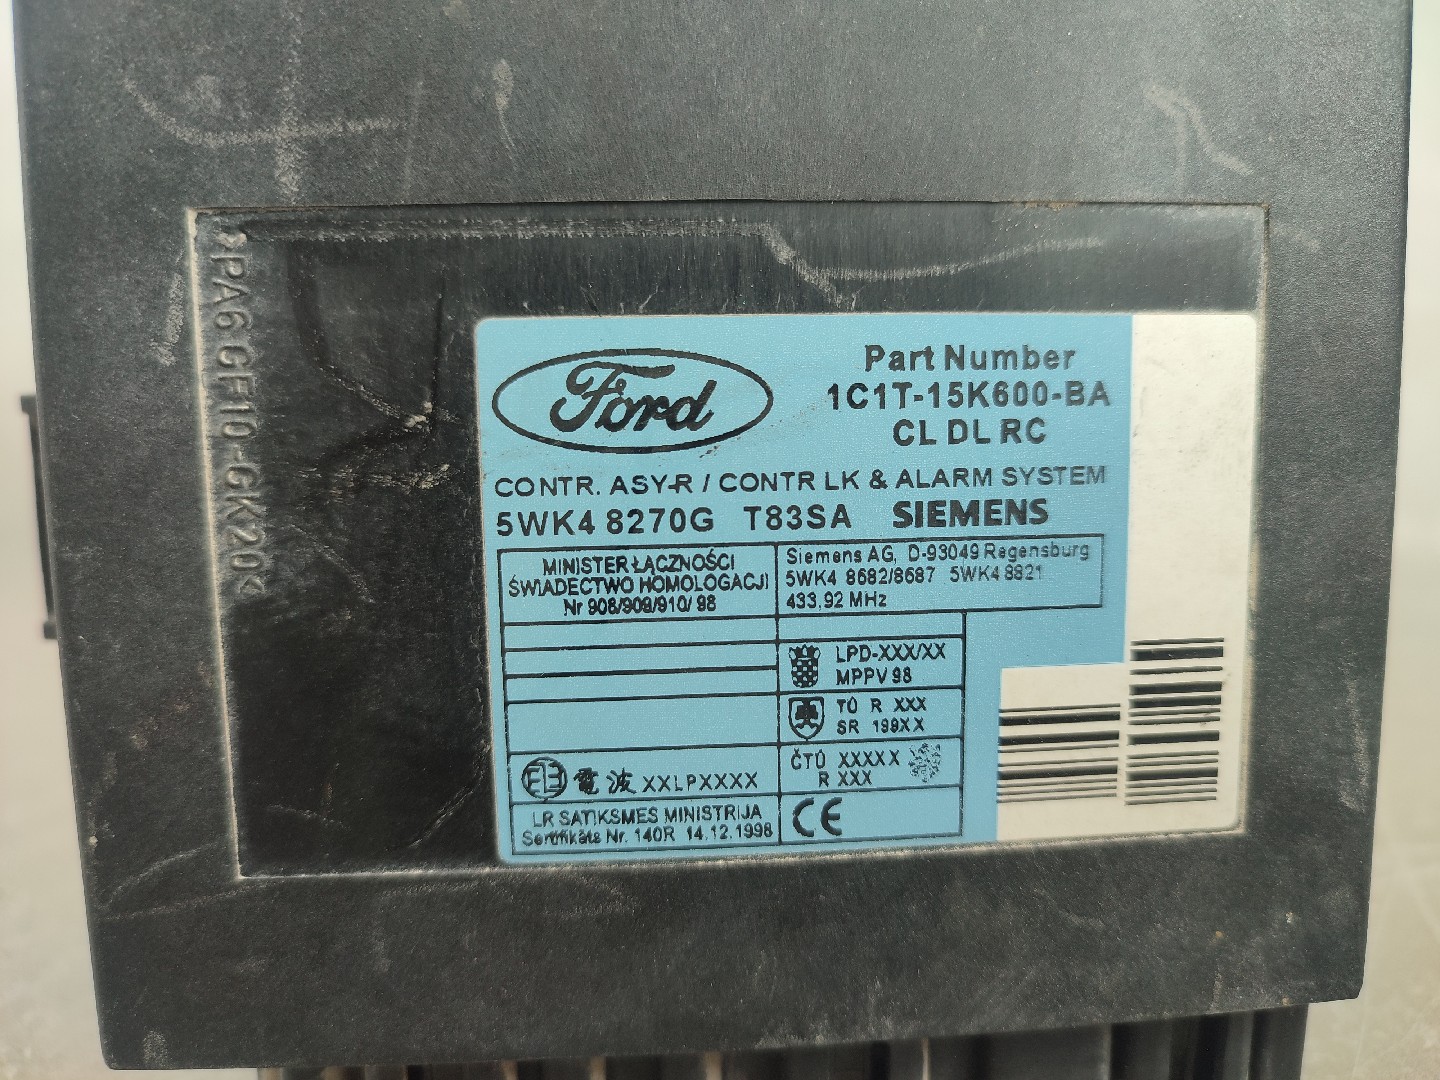 >PA6 GF10-GK20<
Ford
Part Number
1C1T-15K600-BA
CL DL RC
CONTR. ASY-R / CONTR LK & ALARM SYSTEM
5WK4 8270G T83SA SIEMENS
MINISTER ŁĄCZNOŚCI
ŚWIADECTWO HOMOLOGACJI
Nr 908/909/910/ 98
Siemens AG, D-93049 Regensburg
5WK4 8682/8687 5WK4 8821
433,92 MHz
LPD-XXX/XX
MPPV 98
TÚ R XXX
SR 199XX
ČTÚ XXXXX
R XXX
電波 XXLPXXXX
LR SATIKSMES MINISTRIJA
Sertifikāts Nr. 140R 14.12.1998
CE